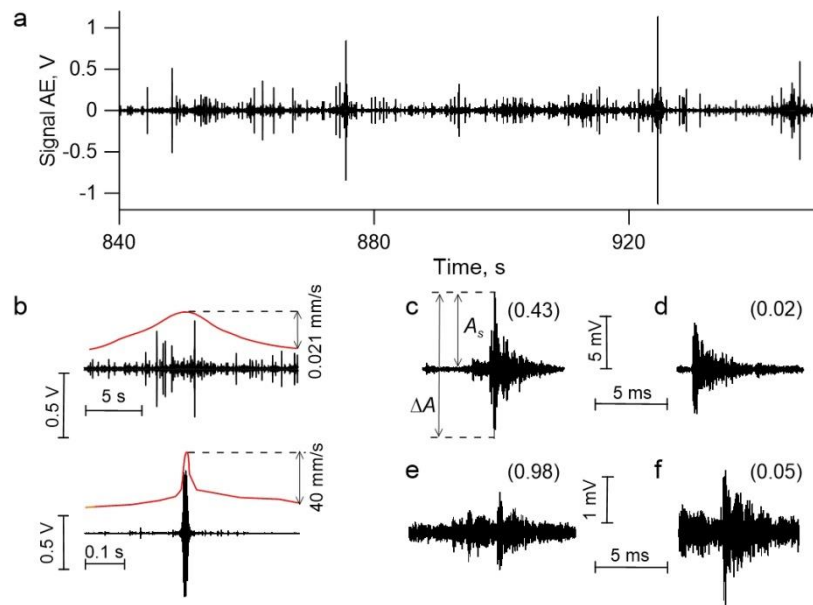 a
Signal AE, V
1
0.5
0
-0.5
-1
840
880
920
Time, s
b
0.021 mm/s
0.5 V
5 s
40 mm/s
0.5 V
0.1 s
c
(0.43)
As
ΔA
d
(0.02)
5 mV
5 ms
e
(0.98)
f
(0.05)
1 mV
5 ms